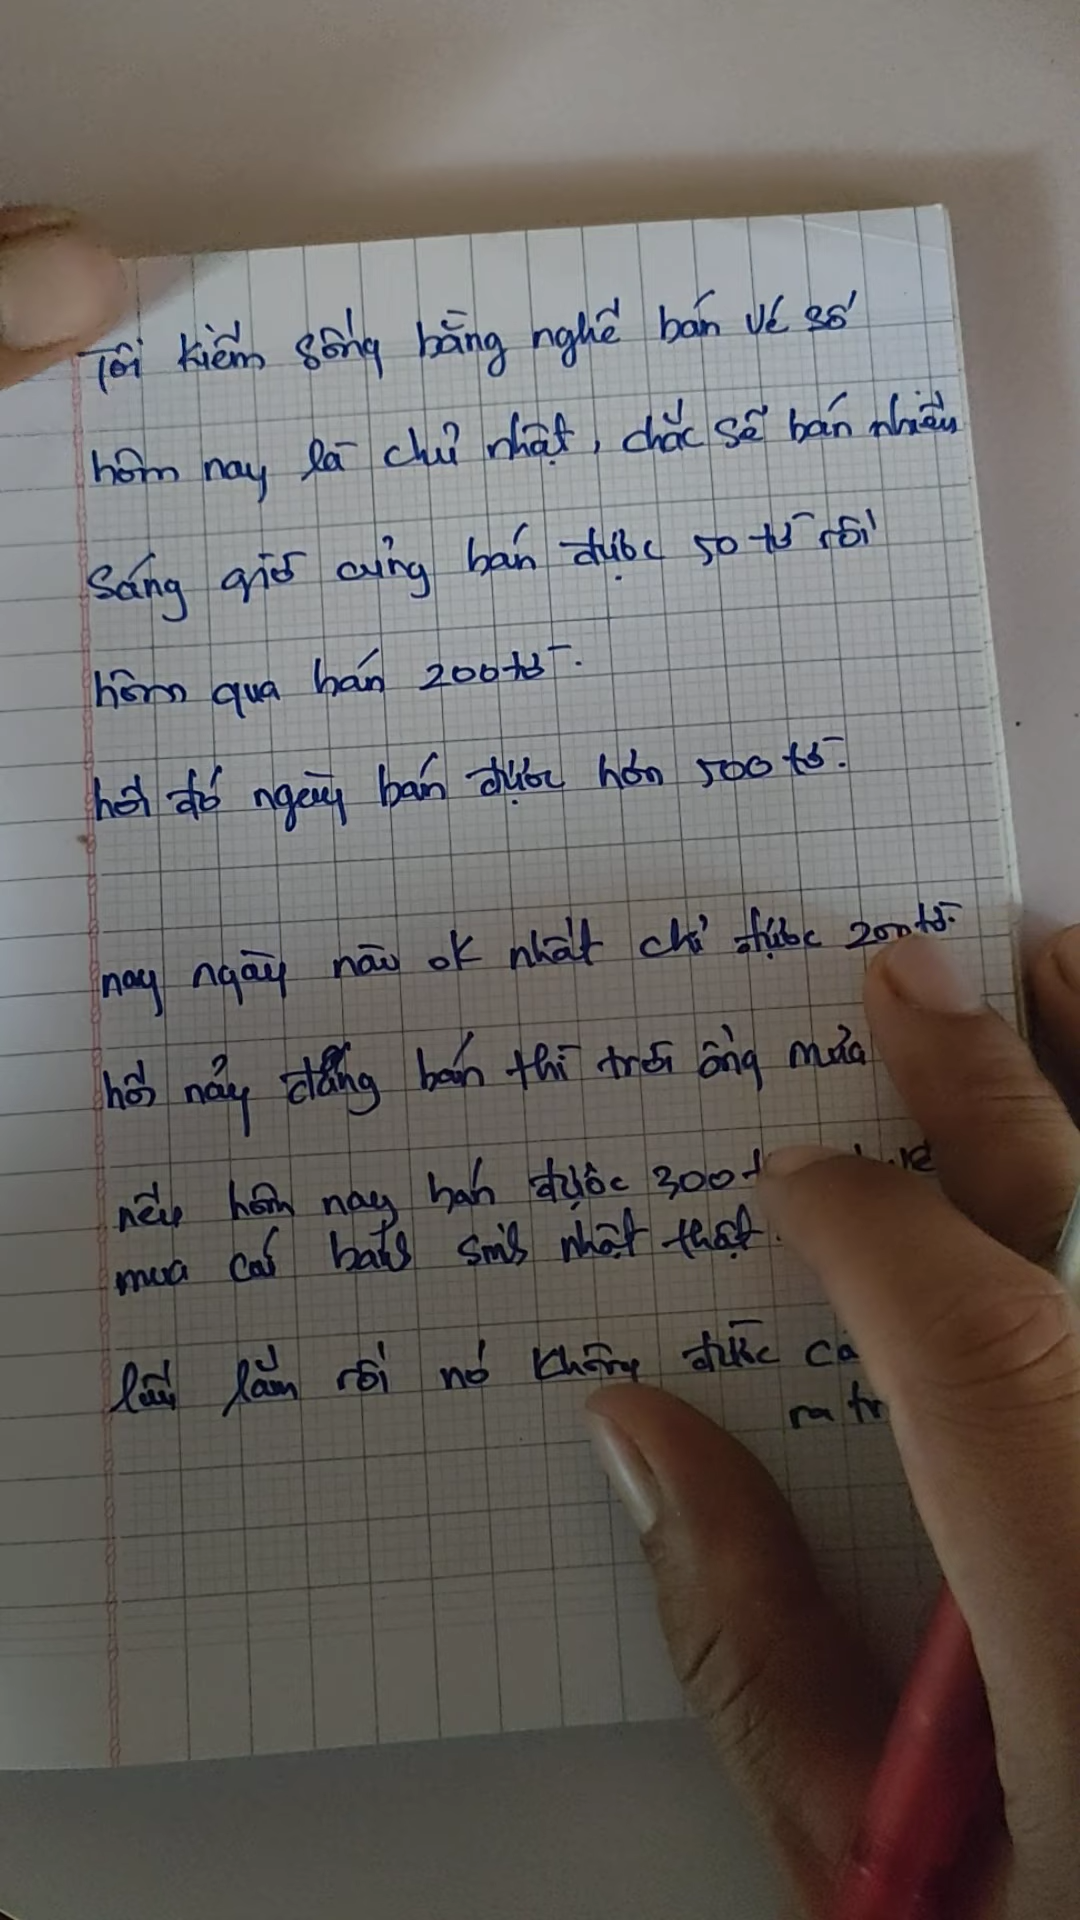 Tôi kiếm sống bằng nghề bán vé số
hôm nay là chủ nhật, chắc sẽ bán nhiều
Sáng giờ cũng bán được 50 tờ rồi
hôm qua bán 200 tờ.
hồi đó ngày bán được hơn 500 tờ.
nay ngày nào ok nhất chỉ được 200 tờ.
hồi nảy đang bán thì trời ổng mưa
nếu hôm nay bán được 300
mua cái bánh sinh nhật thật.
lâu lắm rồi nó không được
ra